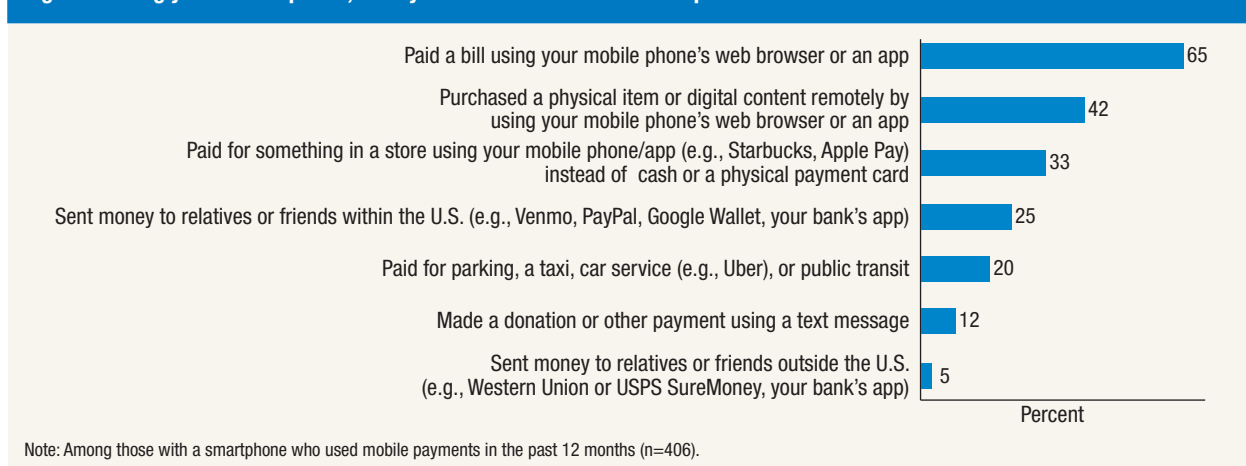 Paid a bill using your mobile phone's web browser or an app
65
Purchased a physical item or digital content remotely by
using your mobile phone's web browser or an app
42
Paid for something in a store using your mobile phone/app (e.g., Starbucks, Apple Pay)
instead of cash or a physical payment card
33
Sent money to relatives or friends within the U.S. (e.g., Venmo, PayPal, Google Wallet, your bank's app)
25
Paid for parking, a taxi, car service (e.g., Uber), or public transit
20
Made a donation or other payment using a text message
12
Sent money to relatives or friends outside the U.S.
(e.g., Western Union or USPS SureMoney, your bank's app)
5
Percent
Note: Among those with a smartphone who used mobile payments in the past 12 months (n=406).